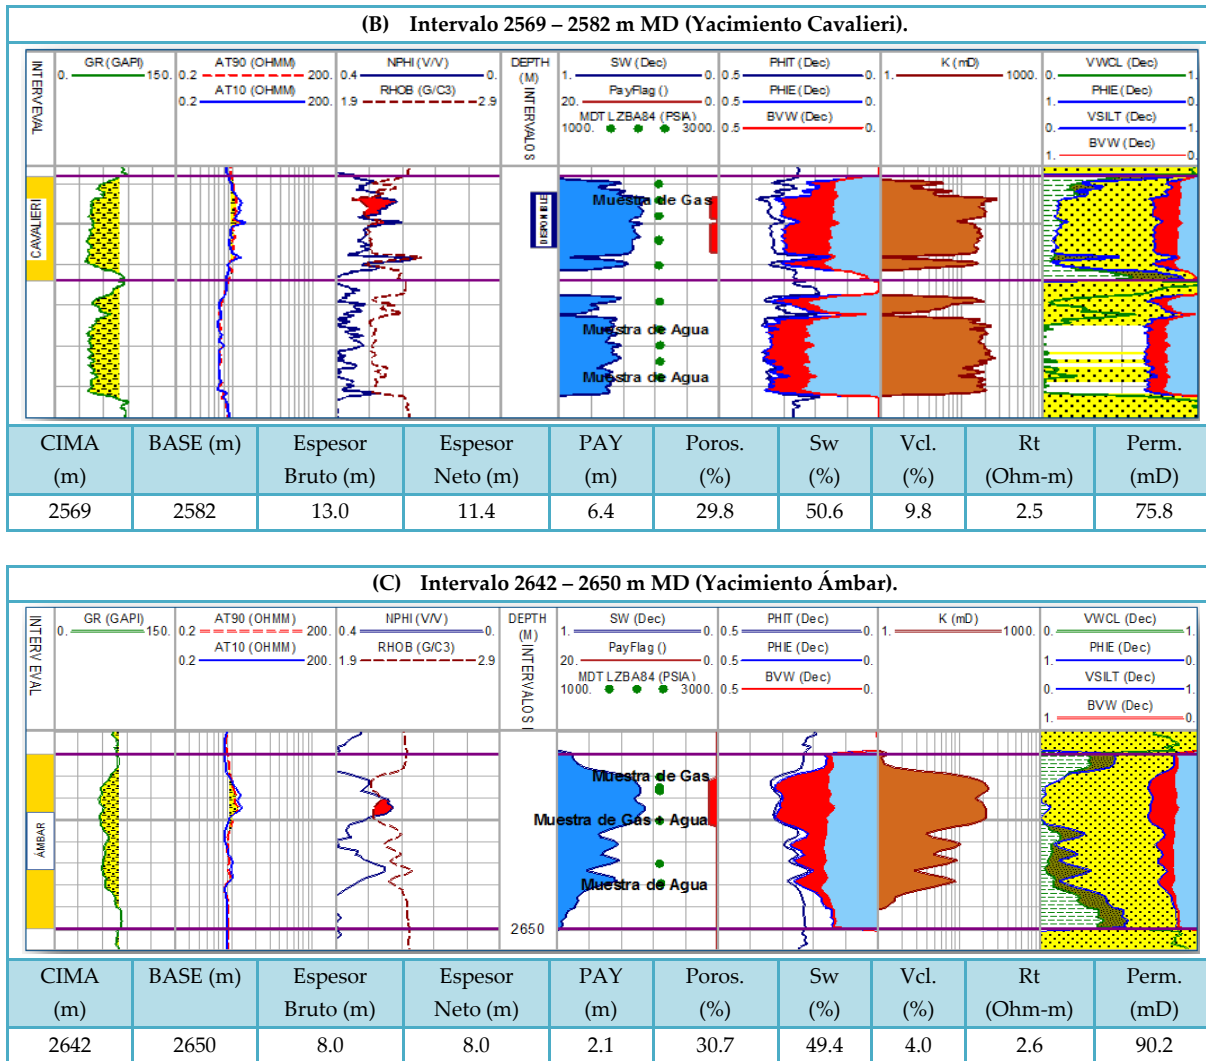 (B) Intervalo 2569 – 2582 m MD (Yacimiento Cavalieri).
INTERV EVAL
GR (GAPI)
0. 150.
AT90 (OHMM)
0.2 200.
AT10 (OHMM)
0.2 200.
NPHI (V/V)
0.4 0.
RHOB (G/C3)
1.9 2.9
DEPTH
(M)
INTERVALOS
SW (Dec)
1. 0.
PayFlag ()
20. 0.
MDT LZBA84 (PSIA)
1000. 3000.
PHIT (Dec)
0.5 0.
PHIE (Dec)
0.5 0.
BVW (Dec)
0.5 0.
K (mD)
1. 1000.
VWCL (Dec)
0. 1.
PHIE (Dec)
1. 0.
VSILT (Dec)
0. 1.
BVW (Dec)
1. 0.
CAVALIERI
Muestra de Gas
Muestra de Agua
Muestra de Agua
CIMA BASE (m) Espesor Espesor PAY Poros. Sw Vcl. Rt Perm.
(m) Bruto (m) Neto (m) (m) (%) (%) (%) (Ohm-m) (mD)
2569 2582 13.0 11.4 6.4 29.8 50.6 9.8 2.5 75.8
(C) Intervalo 2642 – 2650 m MD (Yacimiento Ámbar).
INTERV EVAL
GR (GAPI)
0. 150.
AT90 (OHMM)
0.2 200.
AT10 (OHMM)
0.2 200.
NPHI (V/V)
0.4 0.
RHOB (G/C3)
1.9 2.9
DEPTH
(M)
INTERVALOS
SW (Dec)
1. 0.
PayFlag ()
20. 0.
MDT LZBA84 (PSIA)
1000. 3000.
PHIT (Dec)
0.5 0.
PHIE (Dec)
0.5 0.
BVW (Dec)
0.5 0.
K (mD)
1. 1000.
VWCL (Dec)
0. 1.
PHIE (Dec)
1. 0.
VSILT (Dec)
0. 1.
BVW (Dec)
1. 0.
ÁMBAR
Muestra de Gas
Muestra de Gas + Agua
Muestra de Agua
2650
CIMA BASE (m) Espesor Espesor PAY Poros. Sw Vcl. Rt Perm.
(m) Bruto (m) Neto (m) (m) (%) (%) (%) (Ohm-m) (mD)
2642 2650 8.0 8.0 2.1 30.7 49.4 4.0 2.6 90.2